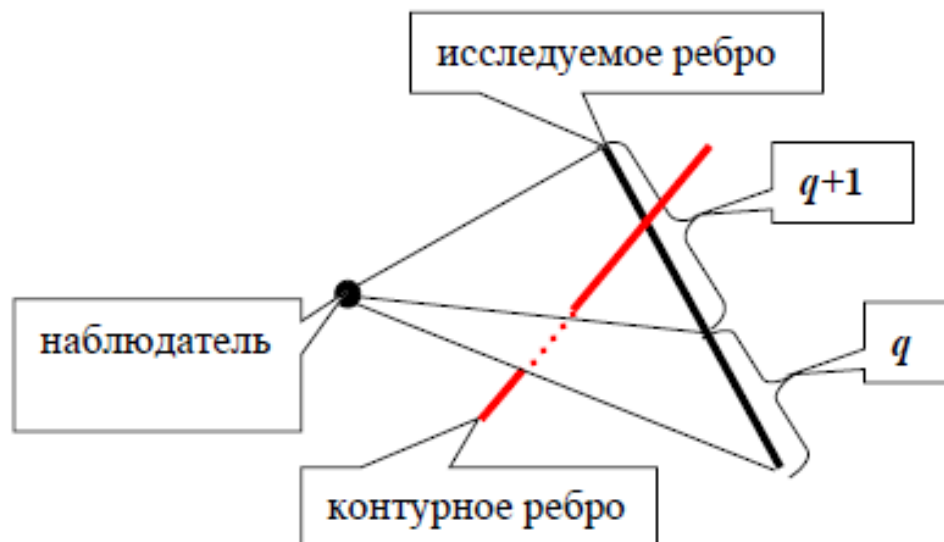 исследуемое ребро
q+1
наблюдатель
q
контурное ребро